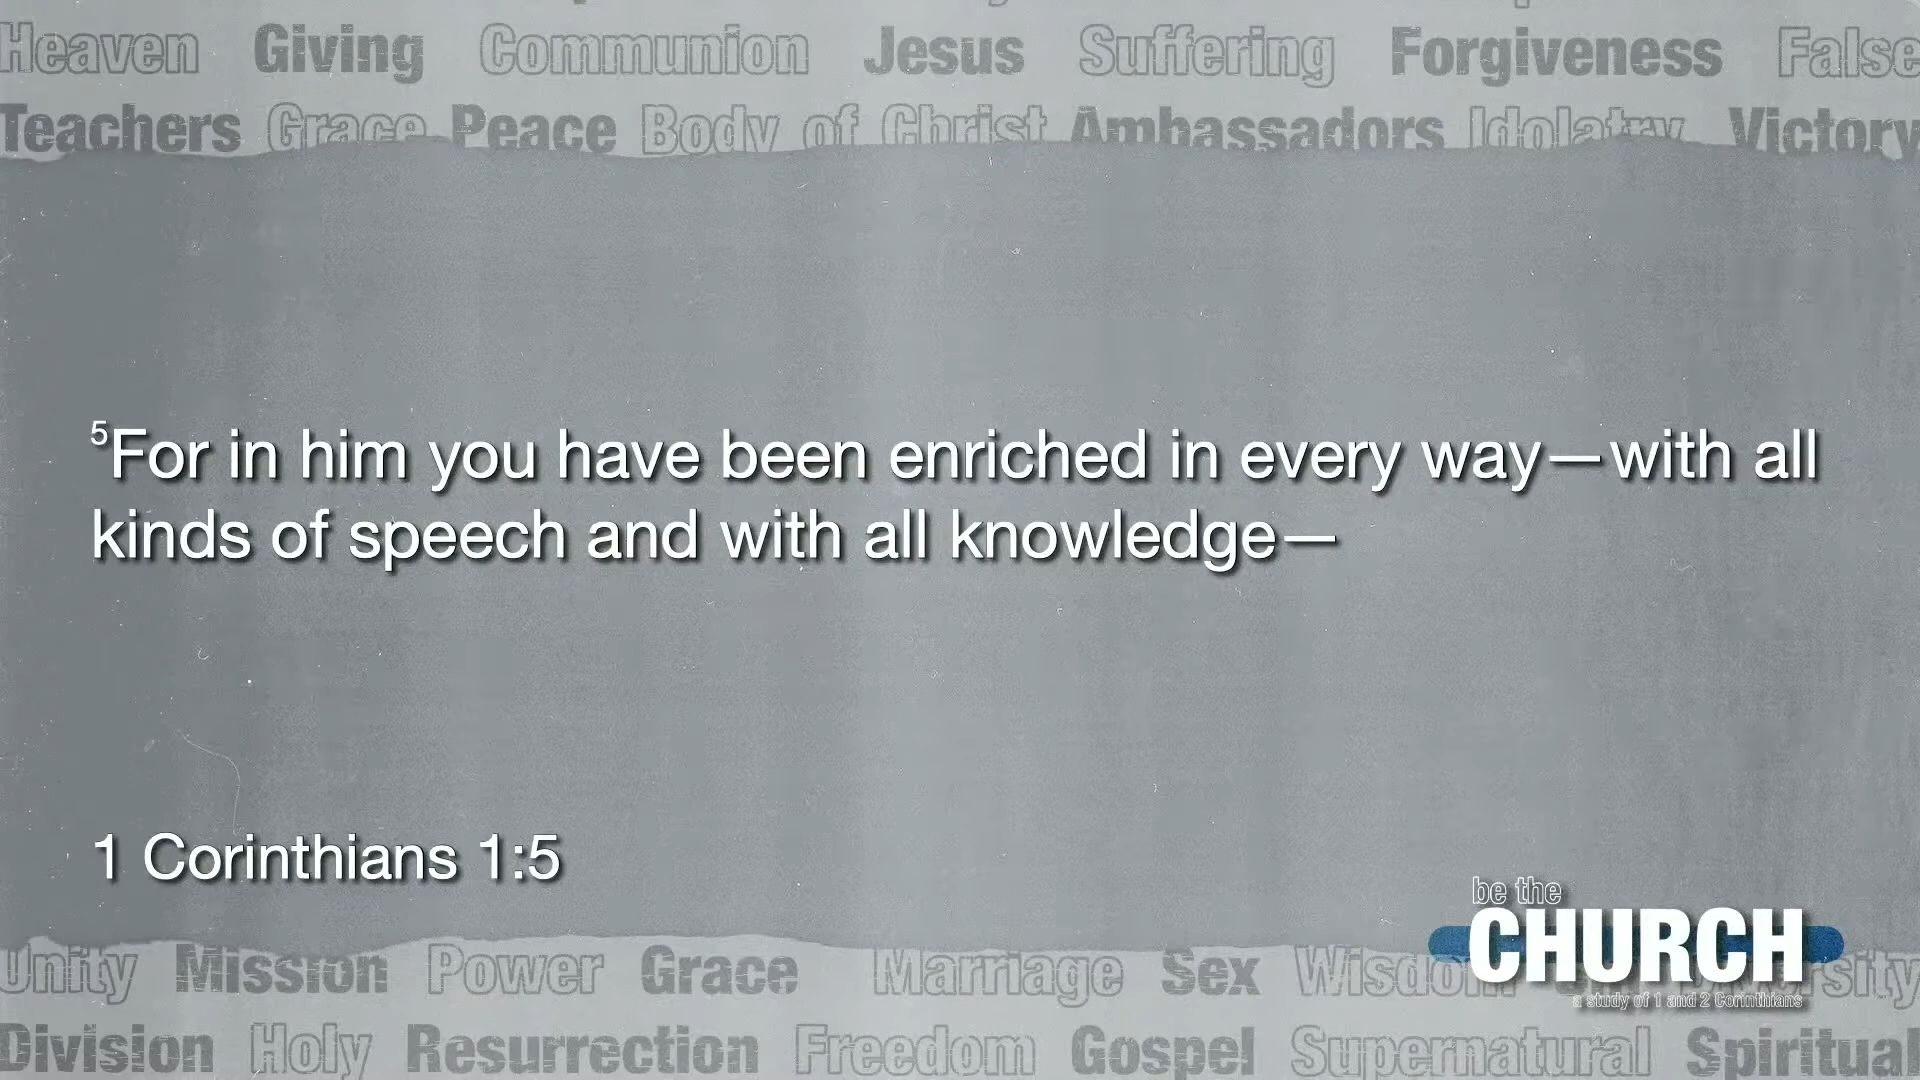 Heaven Giving Communion Jesus Suffering Forgiveness False
Teachers Grace Peace Body of Christ Ambassadors Idolatry Victory
⁵For in him you have been enriched in every way—with all
kinds of speech and with all knowledge—
1 Corinthians 1:5
be the
CHURCH
a study of 1 and 2 Corinthians
Unity Mission Power Grace Marriage Sex
Division Holy Resurrection Freedom Gospel Supernatural Spiritual